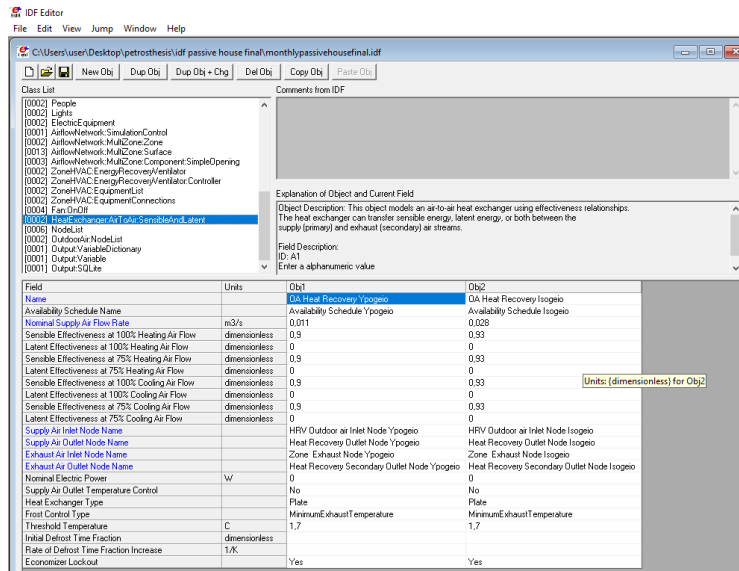 IDF Editor
File Edit View Jump Window Help
C:\Users\user\Desktop\petrosthesis\idf passive house final\monthlypassivehousefinal.idf
New Obj Dup Obj Dup Obj + Chg Del Obj Copy Obj Paste Obj
Class List Comments from IDF
[0002] People
[0002] Lights
[0002] ElectricEquipment
[0001] AirflowNetwork:SimulationControl
[0002] AirflowNetwork:MultiZone:Zone
[0013] AirflowNetwork:MultiZone:Surface
[0003] AirflowNetwork:MultiZone:Component:SimpleOpening
[0002] ZoneHVAC:EnergyRecoveryVentilator
[0002] ZoneHVAC:EnergyRecoveryVentilator:Controller
[0002] ZoneHVAC:EquipmentList
[0002] ZoneHVAC:EquipmentConnections
[0004] Fan:OnOff
[0002] HeatExchanger:AirToAir:SensibleAndLatent
[0006] NodeList
[0002] OutdoorAir:NodeList
[0001] Output:VariableDictionary
[0001] Output:Variable
[0001] Output:SQLite
Explanation of Object and Current Field
Object Description: This object models an air-to-air heat exchanger using effectiveness relationships.
The heat exchanger can transfer sensible energy, latent energy, or both between the
supply (primary) and exhaust (secondary) air streams.
Field Description:
ID: A1
Enter a alphanumeric value
Field Units Obj1 Obj2
Name OA Heat Recovery Ypogeio OA Heat Recovery Isogeio
Availability Schedule Name Availability Schedule Ypogeio Availability Schedule Isogeio
Nominal Supply Air Flow Rate m3/s 0,011 0,028
Sensible Effectiveness at 100% Heating Air Flow dimensionless 0,9 0,93
Latent Effectiveness at 100% Heating Air Flow dimensionless 0 0
Sensible Effectiveness at 75% Heating Air Flow dimensionless 0,9 0,93
Latent Effectiveness at 75% Heating Air Flow dimensionless 0 0
Sensible Effectiveness at 100% Cooling Air Flow dimensionless 0,9 0,93
Latent Effectiveness at 100% Cooling Air Flow dimensionless 0 0
Sensible Effectiveness at 75% Cooling Air Flow dimensionless 0,9 0,93
Latent Effectiveness at 75% Cooling Air Flow dimensionless 0 0
Units: {dimensionless} for Obj2
Supply Air Inlet Node Name HRV Outdoor air Inlet Node Ypogeio HRV Outdoor air Inlet Node Isogeio
Supply Air Outlet Node Name Heat Recovery Outlet Node Ypogeio Heat Recovery Outlet Node Isogeio
Exhaust Air Inlet Node Name Zone Exhaust Node Ypogeio Zone Exhaust Node Isogeio
Exhaust Air Outlet Node Name Heat Recovery Secondary Outlet Node Ypogeio Heat Recovery Secondary Outlet Node Isogeio
Nominal Electric Power W 0 0
Supply Air Outlet Temperature Control No No
Heat Exchanger Type Plate Plate
Frost Control Type MinimumExhaustTemperature MinimumExhaustTemperature
Threshold Temperature C 1,7 1,7
Initial Defrost Time Fraction dimensionless
Rate of Defrost Time Fraction Increase 1/K
Economizer Lockout Yes Yes